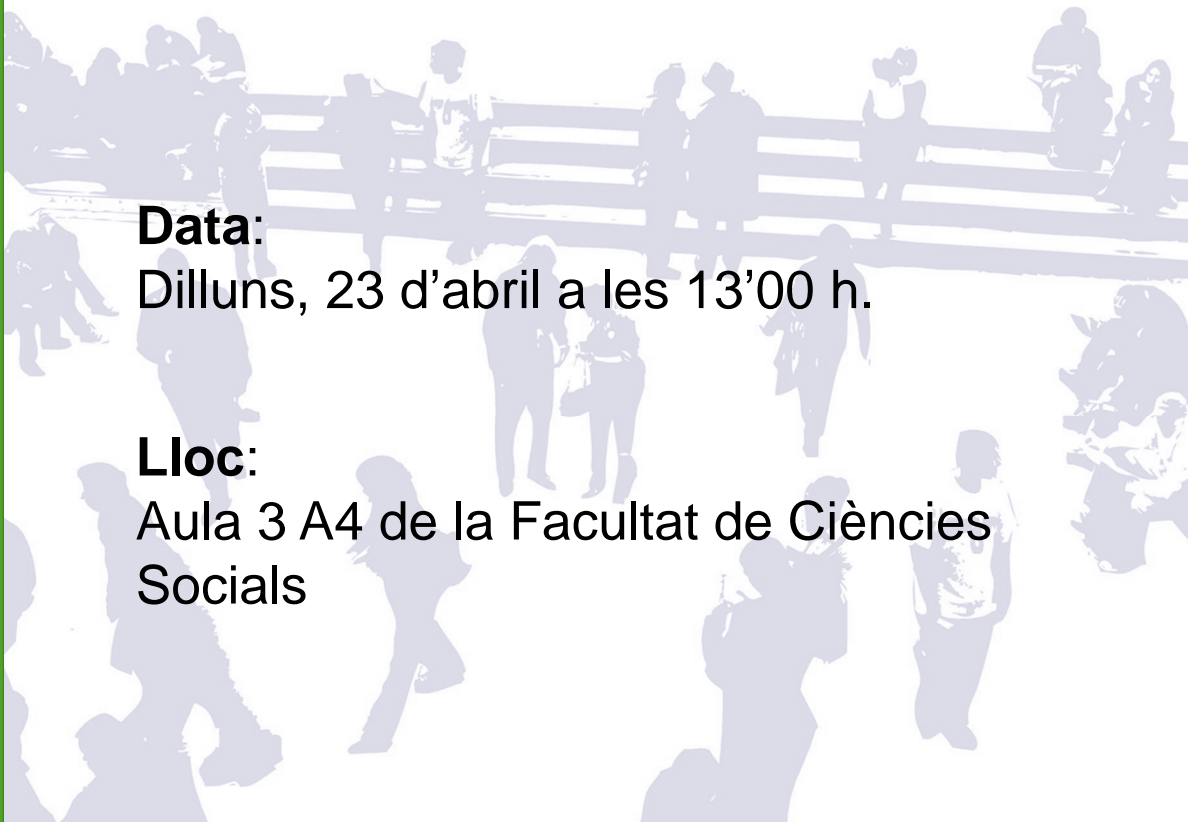 Data:
Dilluns, 23 d’abril a les 13’00 h.
Lloc:
Aula 3 A4 de la Facultat de Ciències
Socials